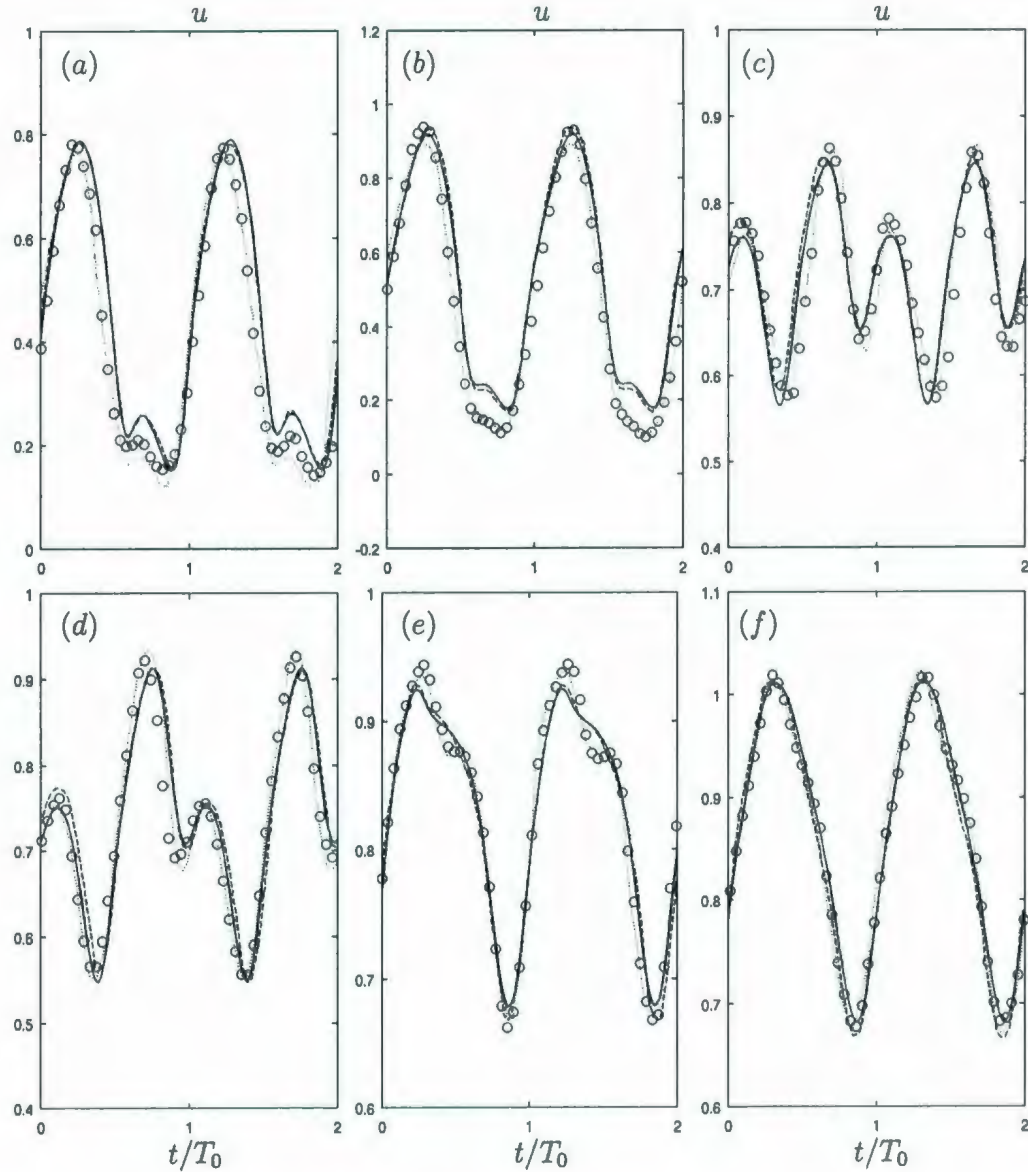 u u
(a) (b) (c)
1 0.8 0.6 0.4 0.2 0
1.2 1 0.8 0.6 0.4 0.2 0 -0.2
1 0.9 0.8 0.7 0.6 0.5 0.4
0 1 2 0 1 2 0 1 2
(d) (e) (f)
1 0.9 0.8 0.7 0.6 0.5 0.4
1 0.9 0.8 0.7 0.6
1.1 1 0.9 0.8 0.7 0.6
0 1 2 0 1 2 0 1 2
t/T₀ t/T₀ t/T₀